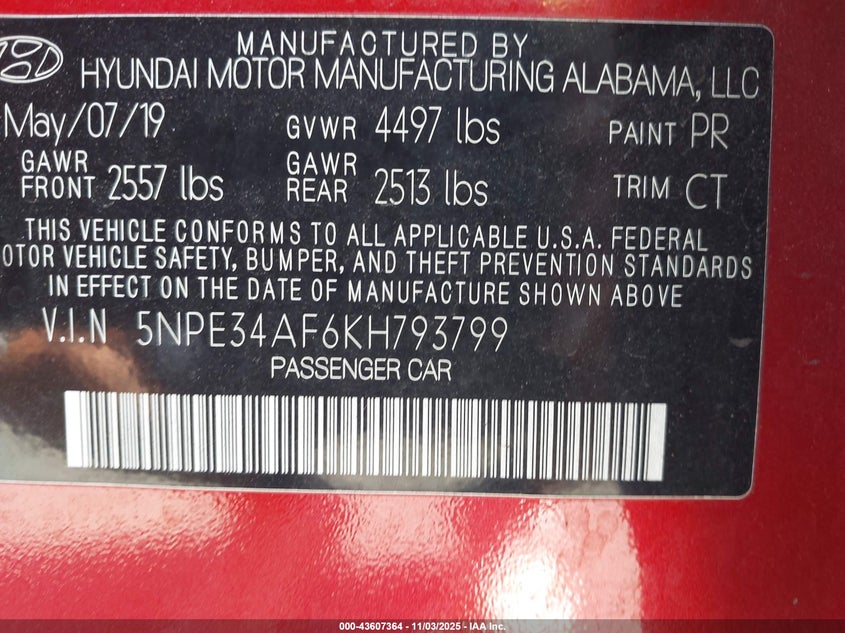 MANUFACTURED BY
HYUNDAI MOTOR MANUFACTURING ALABAMA, LLC
May/07/19 GVWR 4497 lbs PAINT PR
GAWR FRONT 2557 lbs GAWR REAR 2513 lbs TRIM CT
THIS VEHICLE CONFORMS TO ALL APPLICABLE U.S.A. FEDERAL
OTOR VEHICLE SAFETY, BUMPER, AND THEFT PREVENTION STANDARDS
IN EFFECT ON THE DATE OF MANUFACTURE SHOWN ABOVE
V.I.N 5NPE34AF6KH793799
PASSENGER CAR
000-43607364 - 11/03/2025 - IAA Inc.